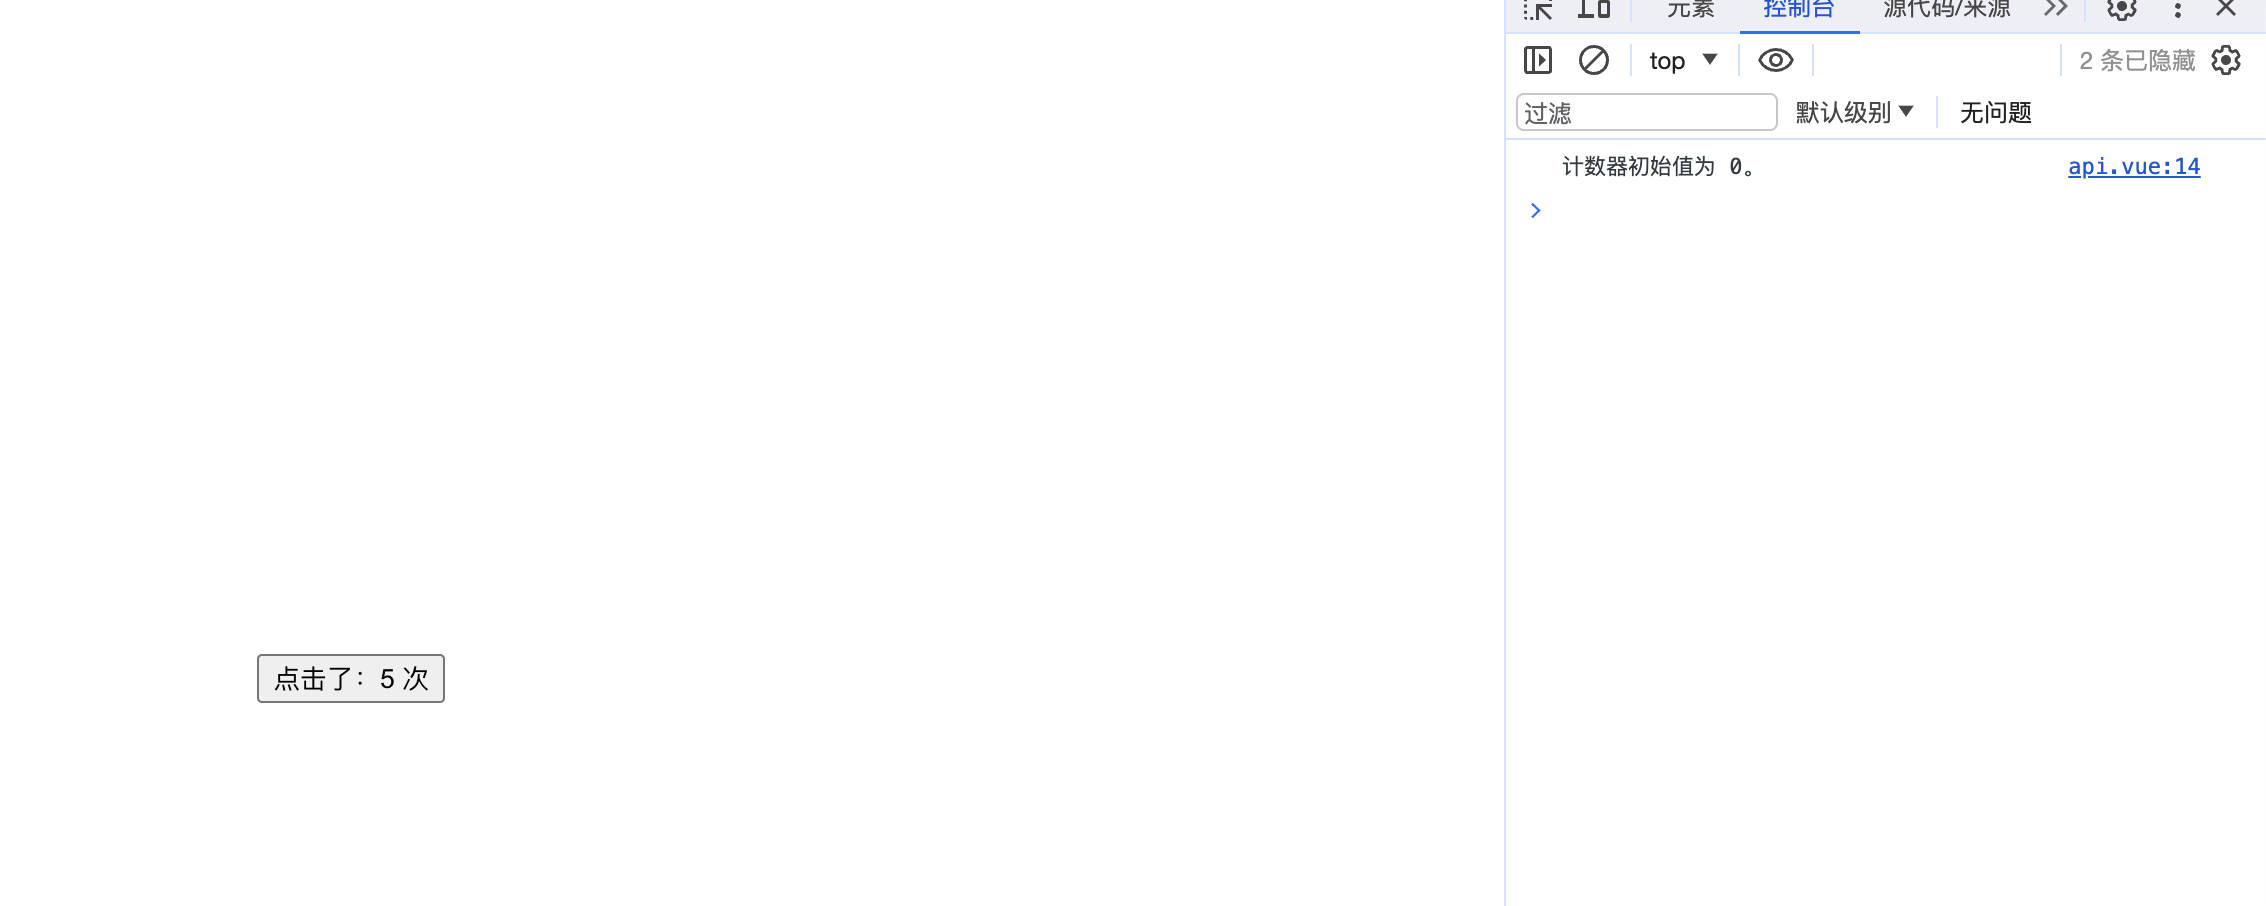 元素 控制台 源代码/来源
top 2 条已隐藏
过滤 默认级别 无问题
计数器初始值为 0。 api.vue:14
点击了：5 次